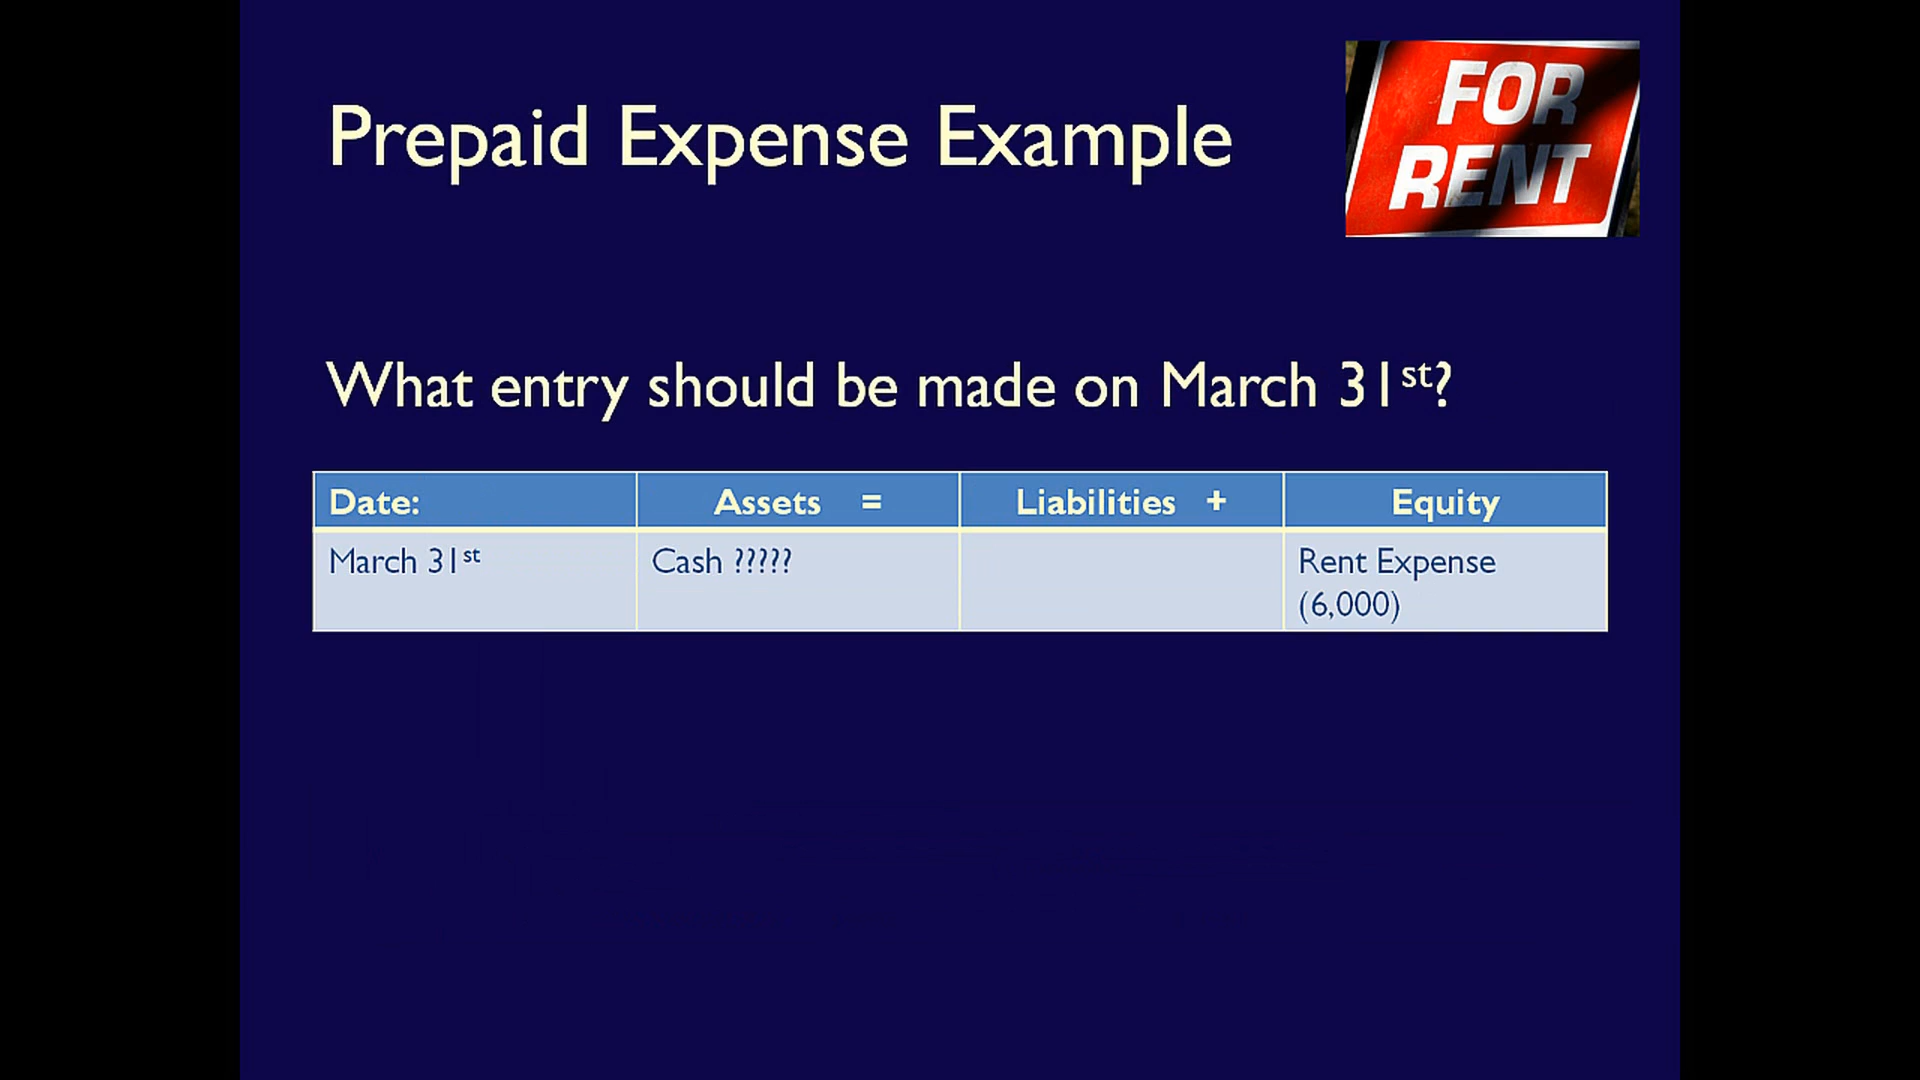 FOR
RENT
Prepaid Expense Example
What entry should be made on March 31st?
Date: Assets = Liabilities + Equity
March 31st Cash ????? Rent Expense
(6,000)